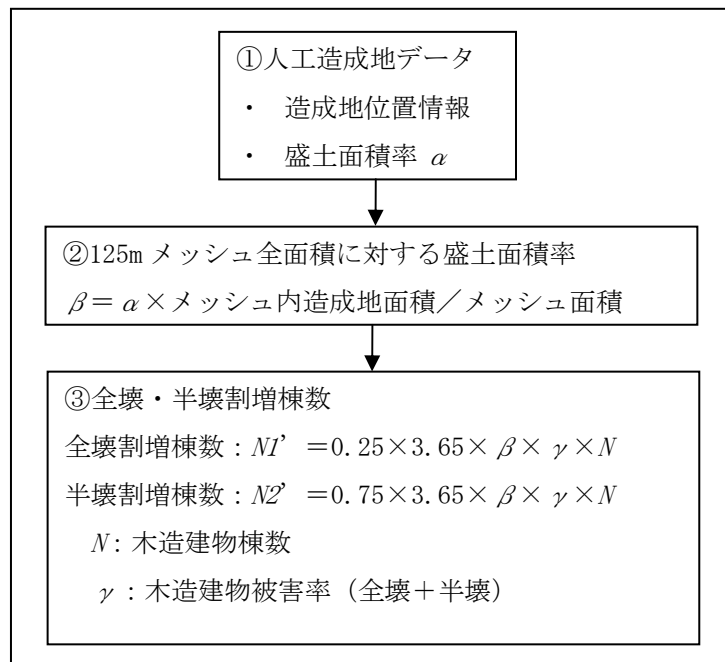 ①人工造成地データ
・ 造成地位置情報
・ 盛土面積率 α
②125m メッシュ全面積に対する盛土面積率
β＝α×メッシュ内造成地面積／メッシュ面積
③全壊・半壊割増棟数
全壊割増棟数：N1’＝0.25×3.65×β×γ×N
半壊割増棟数：N2’＝0.75×3.65×β×γ×N
N：木造建物棟数
γ：木造建物被害率（全壊＋半壊）